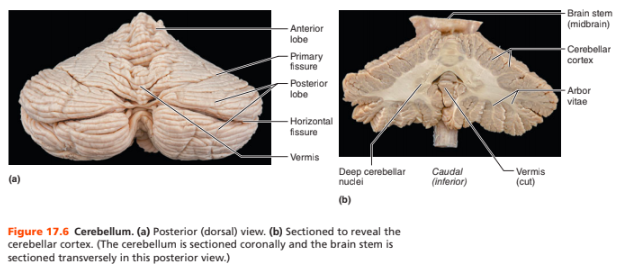 Anterior
lobe
Primary
fissure
Posterior
lobe
Horizontal
fissure
Vermis
(a)
Brain stem
(midbrain)
Cerebellar
cortex
Arbor
vitae
Deep cerebellar
nuclei
Caudal
(inferior)
Vermis
(cut)
(b)
Figure 17.6 Cerebellum. (a) Posterior (dorsal) view. (b) Sectioned to reveal the
cerebellar cortex. (The cerebellum is sectioned coronally and the brain stem is
sectioned transversely in this posterior view.)